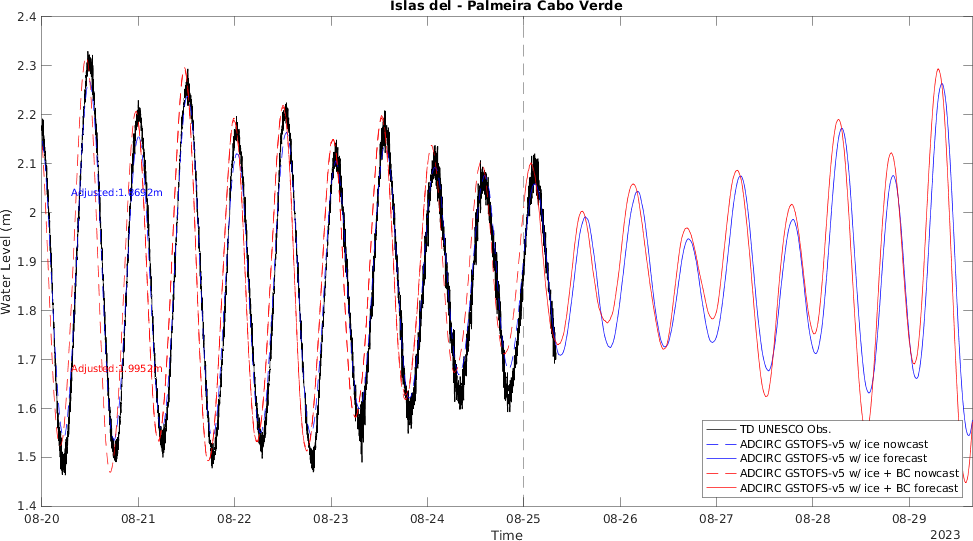 Islas del - Palmeira Cabo Verde
2.4
2.3
2.2
2.1
2
1.9
1.8
1.7
1.6
1.5
1.4
Water Level (m)
Adjusted:1.8692m
Adjusted:1.9952m
TD UNESCO Obs.
ADCIRC GSTOFS-v5 w/ ice nowcast
ADCIRC GSTOFS-v5 w/ ice forecast
ADCIRC GSTOFS-v5 w/ ice + BC nowcast
ADCIRC GSTOFS-v5 w/ ice + BC forecast
08-20 08-21 08-22 08-23 08-24 08-25 08-26 08-27 08-28 08-29
Time
2023